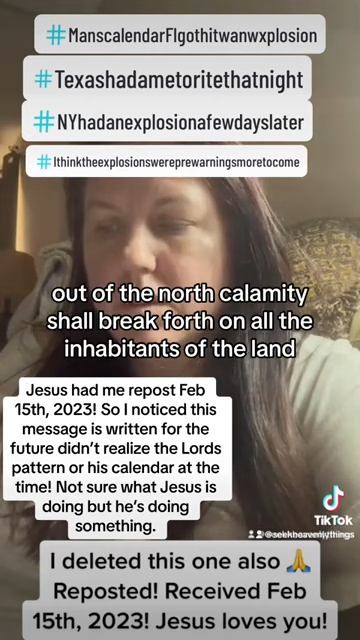 #ManscalendarFlgothitwanwxplosion
#Texashadametoritethatnight
#NYhadanexplosionafewdayslater
#Ithinktheexplosionswereprewarningsmoretocome
out of the north calamity
shall break forth on all the
inhabitants of the land
Jesus had me repost Feb
15th, 2023! So I noticed this
message is written for the
future didn't realize the Lords
pattern or his calendar at the
time! Not sure what Jesus is
doing but he's doing
something.
TikTok
@seekheavenlythings
I deleted this one also 🙏
Reposted! Received Feb
15th, 2023! Jesus loves you!